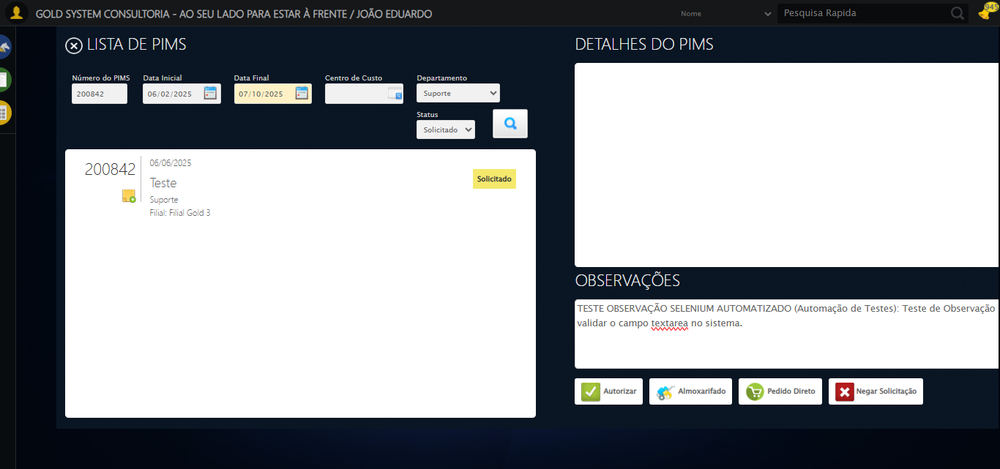 GOLD SYSTEM CONSULTORIA - AO SEU LADO PARA ESTAR À FRENTE / JOÃO EDUARDO
Nome
Pesquisa Rapida
945
LISTA DE PIMS
Número do PIMS
Data Inicial
Data Final
Centro de Custo
Departamento
200842
06/02/2025
07/10/2025
Suporte
Status
Solicitado
200842
06/06/2025
Teste
Suporte
Filial: Filial Gold 3
Solicitado
DETALHES DO PIMS
OBSERVAÇÕES
TESTE OBSERVAÇÃO SELENIUM AUTOMATIZADO (Automação de Testes): Teste de Observação
validar o campo textarea no sistema.
Autorizar
Almoxarifado
Pedido Direto
Negar Solicitação